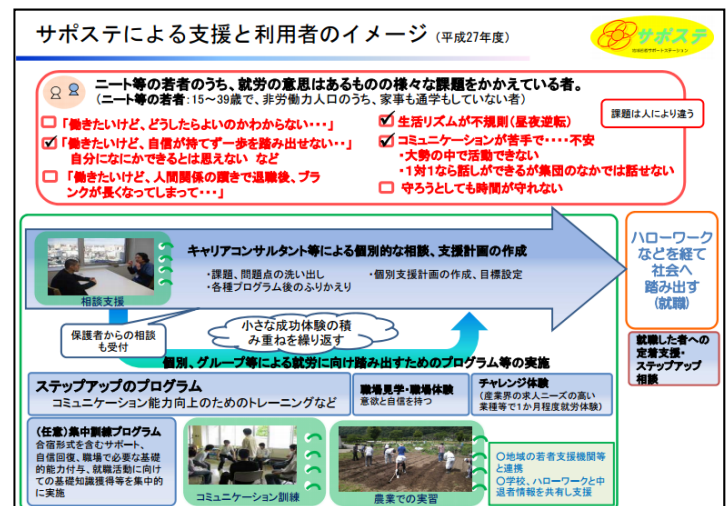 サポステによる支援と利用者のイメージ (平成27年度)
サポステ
地域若者サポートステーション
ニート等の若者のうち、就労の意思はあるものの様々な課題をかかえている者。
(ニート等の若者:15～39歳で、非労働力人口のうち、家事も通学もしていない者)
課題は人により違う
「働きたいけど、どうしたらよいのかわからない・・・」
「働きたいけど、自信が持てず一歩を踏み出せない・・」
自分になにかできるとは思えない など
「働きたいけど、人間関係の躓きで退職後、ブラ
ンクが長くなってしまって・・・」
生活リズムが不規則(昼夜逆転)
コミュニケーションが苦手で・・・・不安
・大勢の中で活動できない
・1対1なら話しができるが集団のなかでは話せない
守ろうとしても時間が守れない
キャリアコンサルタント等による個別的な相談、支援計画の作成
・課題、問題点の洗い出し
・個別支援計画の作成、目標設定
・各種プログラム後のふりかえり
相談支援
ハローワーク
などを経て
社会へ
踏み出す
(就職)
保護者からの相談
も受付
小さな成功体験の積
み重ねを繰り返す
就職した者への
定着支援・
ステップアップ
相談
個別、グループ等による就労に向け踏み出すためのプログラム等の実施
ステップアップのプログラム
コミュニケーション能力向上のためのトレーニングなど
職場見学・職場体験
意欲と自信を持つ
チャレンジ体験
(産業界の求人ニーズの高い
業種等で1か月程度就労体験)
(任意)集中訓練プログラム
合宿形式を含むサポート、
自信回復、職場で必要な基礎
的能力付与、就職活動に向け
ての基礎知識獲得等を集中的
に実施
コミュニケーション訓練
農業での実習
○地域の若者支援機関等
と連携
○学校、ハローワークと中
退者情報を共有し支援